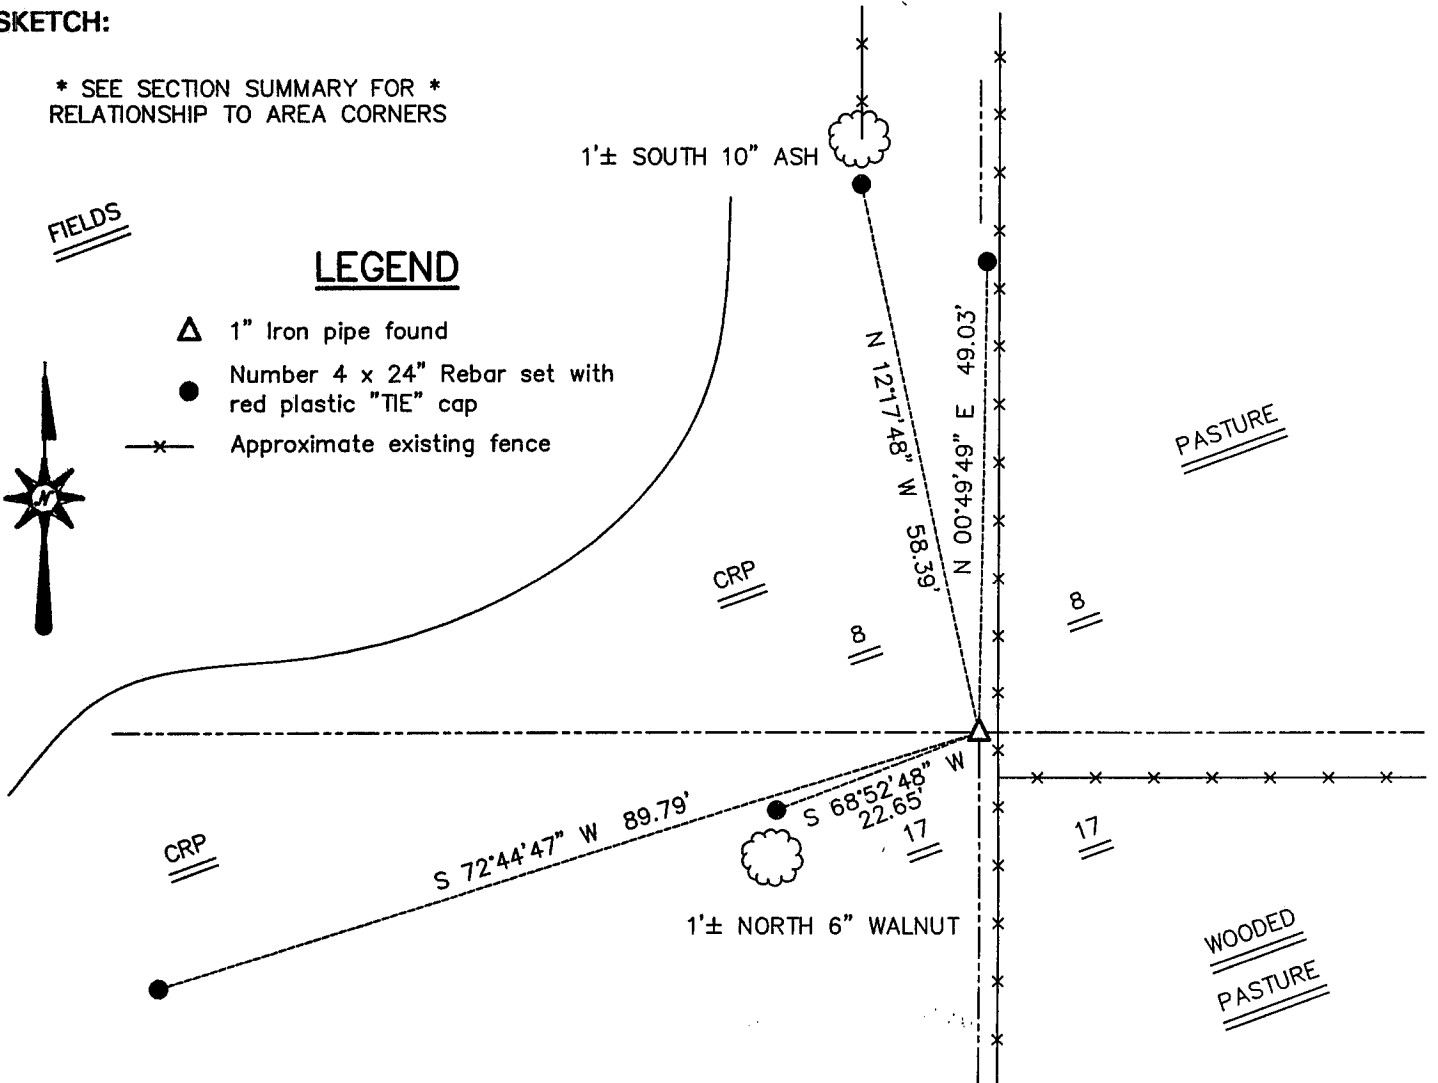 SKETCH:
* SEE SECTION SUMMARY FOR *
RELATIONSHIP TO AREA CORNERS
1'± SOUTH 10" ASH
FIELDS
LEGEND
1" Iron pipe found
Number 4 x 24" Rebar set with
red plastic "TIE" cap
Approximate existing fence
N
N 12°17'48" W 58.39'
N 00°49'49" E 49.03'
PASTURE
CRP
8
8
S 68°52'48" W
22.65'
S 72°44'47" W 89.79'
17
17
CRP
1'± NORTH 6" WALNUT
WOODED
PASTURE